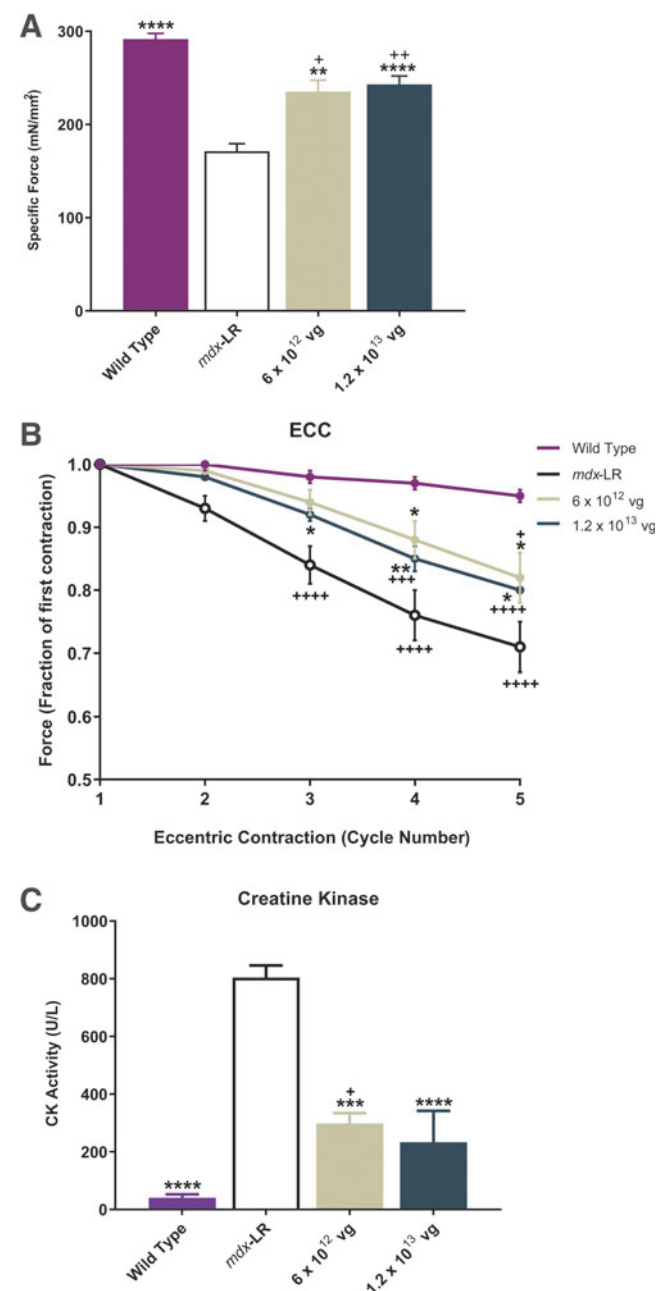 A
Specific Force (mN/mm²)
300
200
100
0
****
+
**
++
****
Wild Type
mdx-LR
6 x 10¹² vg
1.2 x 10¹³ vg
B
ECC
Force (Fraction of first contraction)
1.0
0.9
0.8
0.7
0.6
0.5
1
2
3
4
5
Eccentric Contraction (Cycle Number)
*
++++
*
**
+++
++++
+
*
*
++++
++++
Wild Type
mdx-LR
6 x 10¹² vg
1.2 x 10¹³ vg
C
Creatine Kinase
CK Activity (U/L)
1000
800
600
400
200
0
****
+
***
****
Wild Type
mdx-LR
6 x 10¹² vg
1.2 x 10¹³ vg